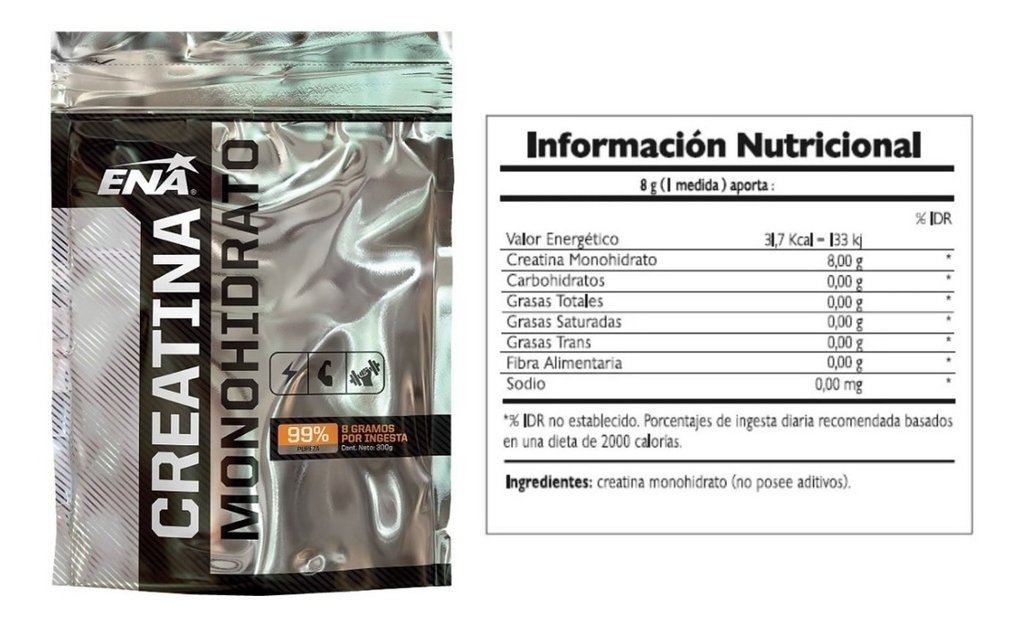 ENA®
CREATINA
MONOHIDRATO
99%
PUREZA
8 GRAMOS
POR INGESTA
Cont. Neto: 300g
Información Nutricional
8 g (1 medida) aporta :
% IDR
Valor Energético 31,7 Kcal = 133 kj
Creatina Monohidrato 8,00 g *
Carbohidratos 0,00 g *
Grasas Totales 0,00 g *
Grasas Saturadas 0,00 g *
Grasas Trans 0,00 g *
Fibra Alimentaria 0,00 g *
Sodio 0,00 mg *
*% IDR no establecido. Porcentajes de ingesta diaria recomendada basados
en una dieta de 2000 calorías.
Ingredientes: creatina monohidrato (no posee aditivos).